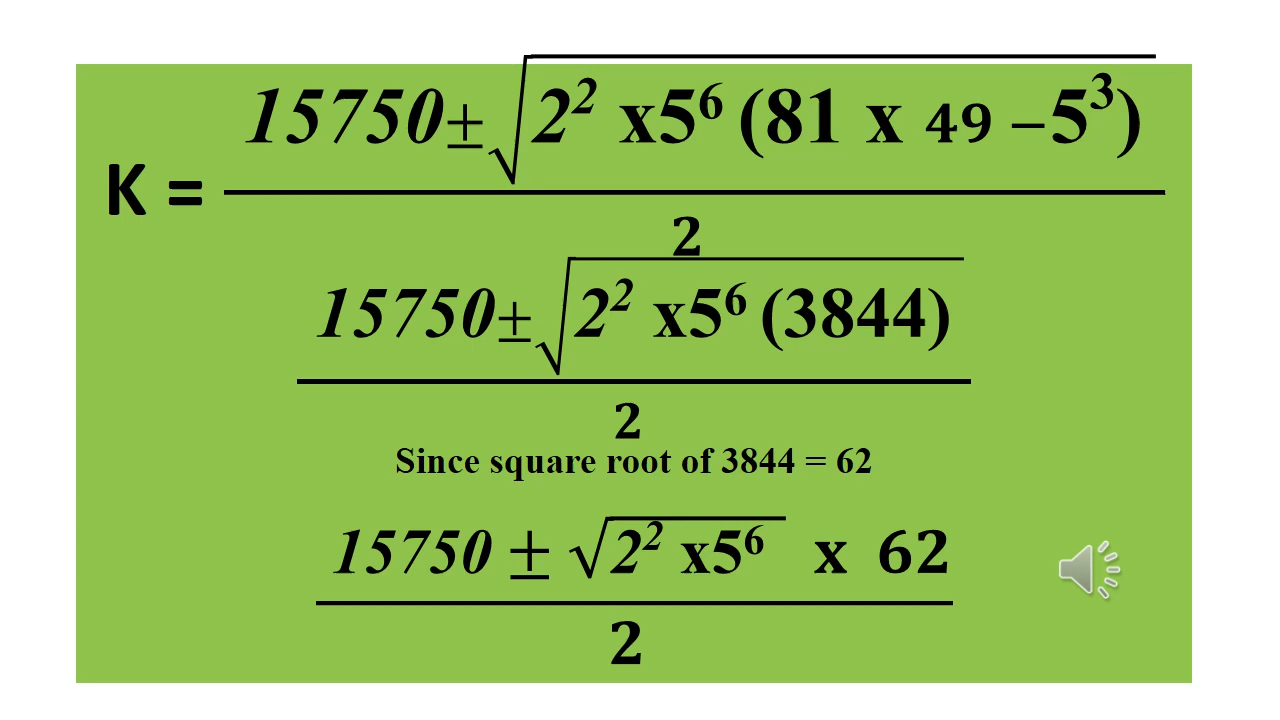 K = 15750±√2² x5⁶ (81 x 49 –5³)
2
15750±√2² x5⁶ (3844)
2
Since square root of 3844 = 62
15750 ± √2² x5⁶ x 62
2